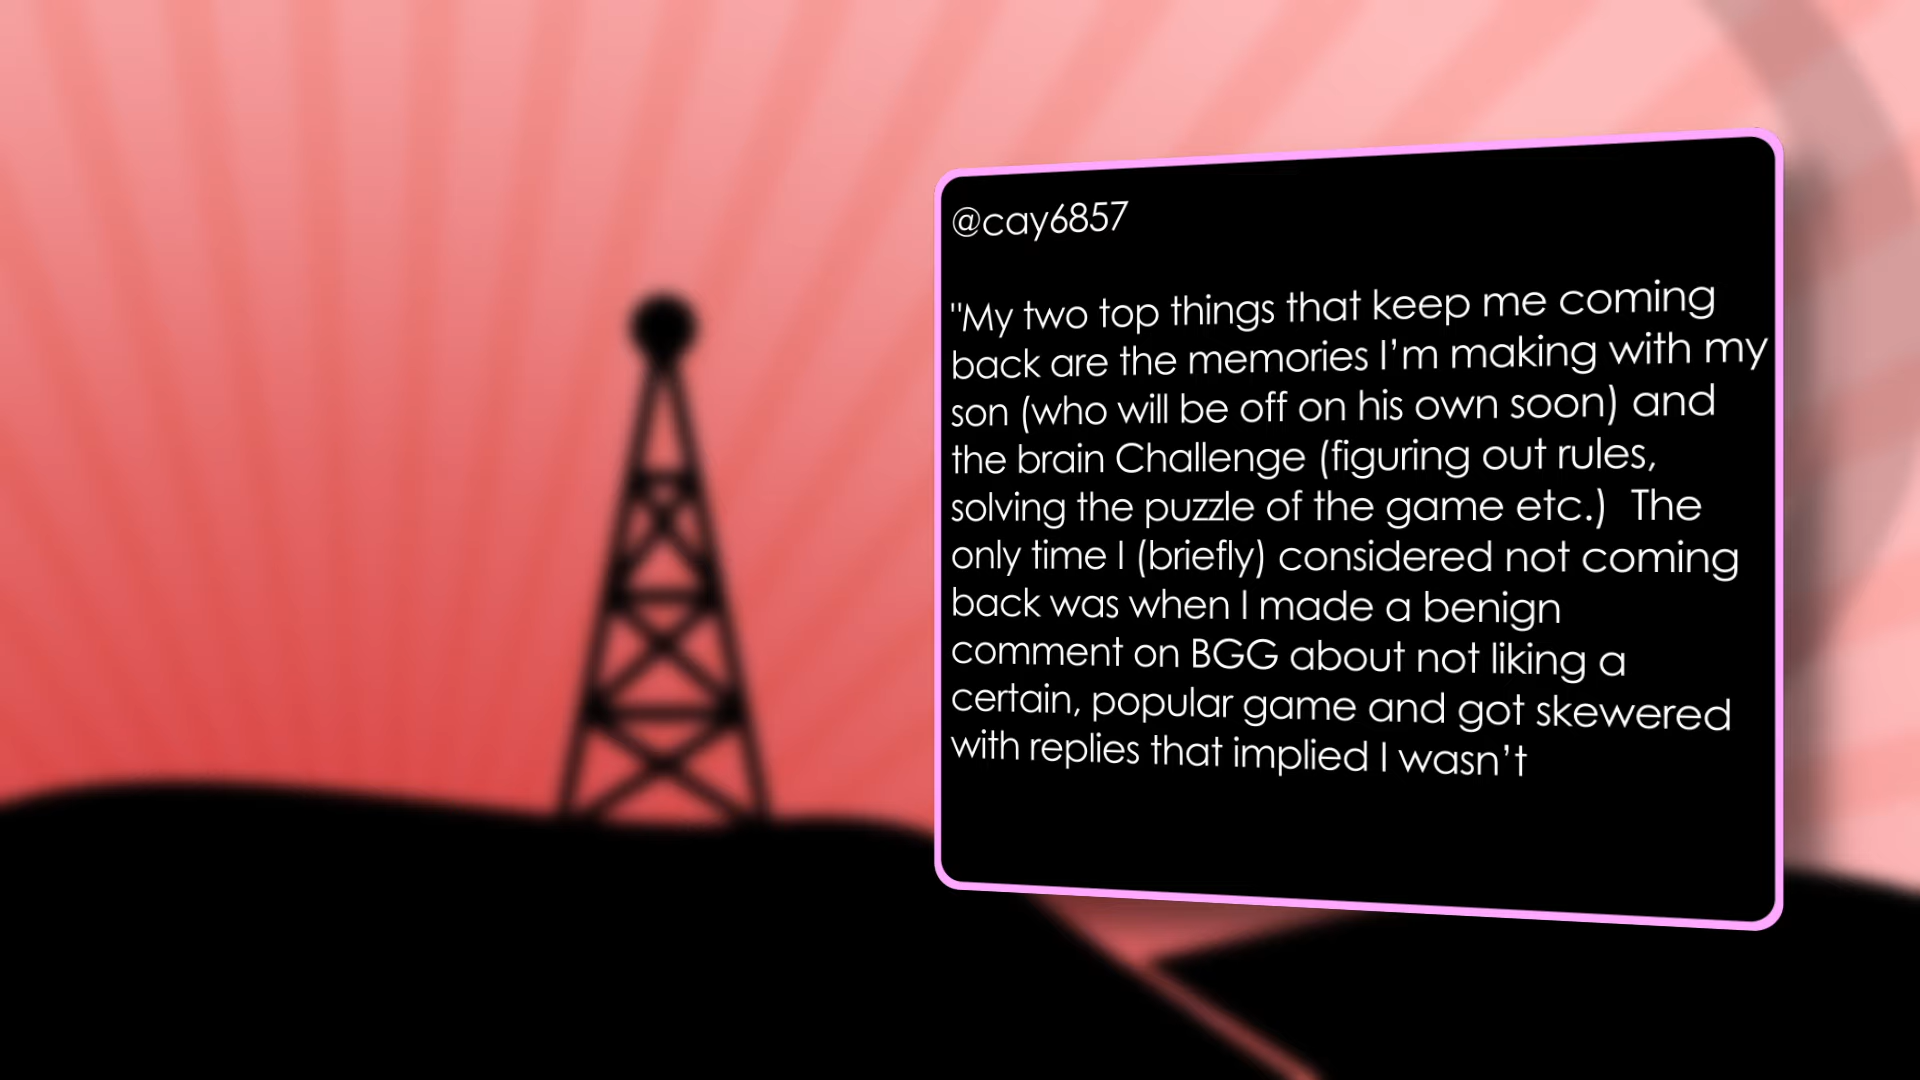 @cay6857
"My two top things that keep me coming
back are the memories I'm making with my
son (who will be off on his own soon) and
the brain Challenge (figuring out rules,
solving the puzzle of the game etc.)  The
only time I (briefly) considered not coming
back was when I made a benign
comment on BGG about not liking a
certain, popular game and got skewered
with replies that implied I wasn't